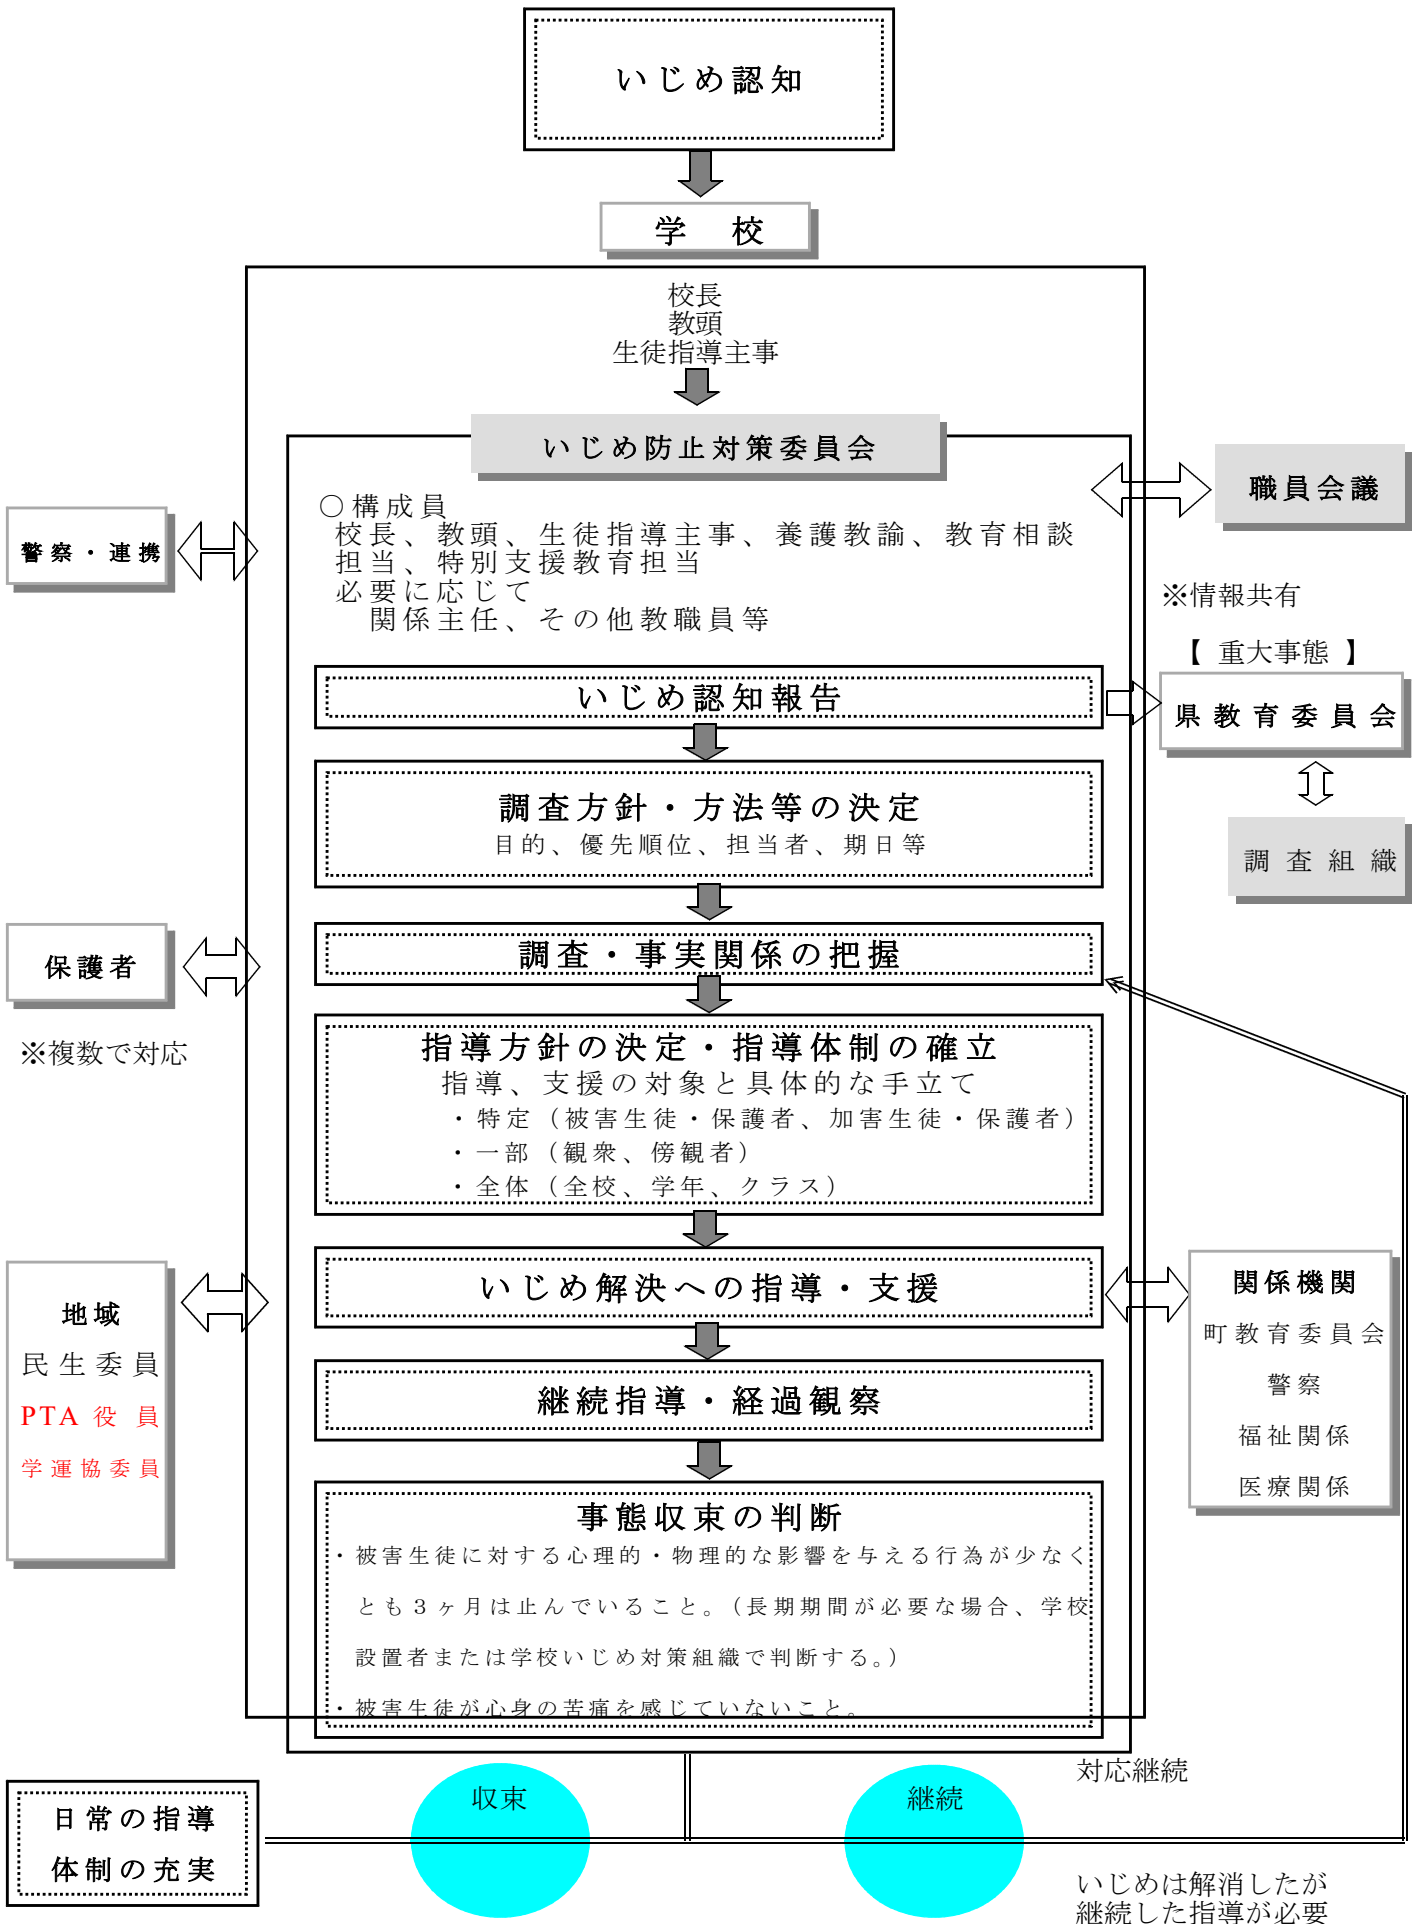 いじめ認知
学 校
校長
教頭
生徒指導主事
いじめ防止対策委員会
○構成員
校長、教頭、生徒指導主事、養護教諭、教育相談
担当、特別支援教育担当
必要に応じて
関係主任、その他教職員等
職員会議
警察・連携
※情報共有
【 重大事態 】
いじめ認知報告
県教育委員会
調査方針・方法等の決定
目的、優先順位、担当者、期日等
調査組織
調査・事実関係の把握
保護者
※複数で対応
指導方針の決定・指導体制の確立
指導、支援の対象と具体的な手立て
・特定（被害生徒・保護者、加害生徒・保護者）
・一部（観衆、傍観者）
・全体（全校、学年、クラス）
いじめ解決への指導・支援
地域
民生委員
PTA 役 員
学運協委員
関係機関
町教育委員会
警察
福祉関係
医療関係
継続指導・経過観察
事態収束の判断
・被害生徒に対する心理的・物理的な影響を与える行為が少なく
とも３ヶ月は止んでいること。（長期期間が必要な場合、学校
設置者または学校いじめ対策組織で判断する。）
・被害生徒が心身の苦痛を感じていないこと。
対応継続
収束
継続
日常の指導
体制の充実
いじめは解消したが
継続した指導が必要